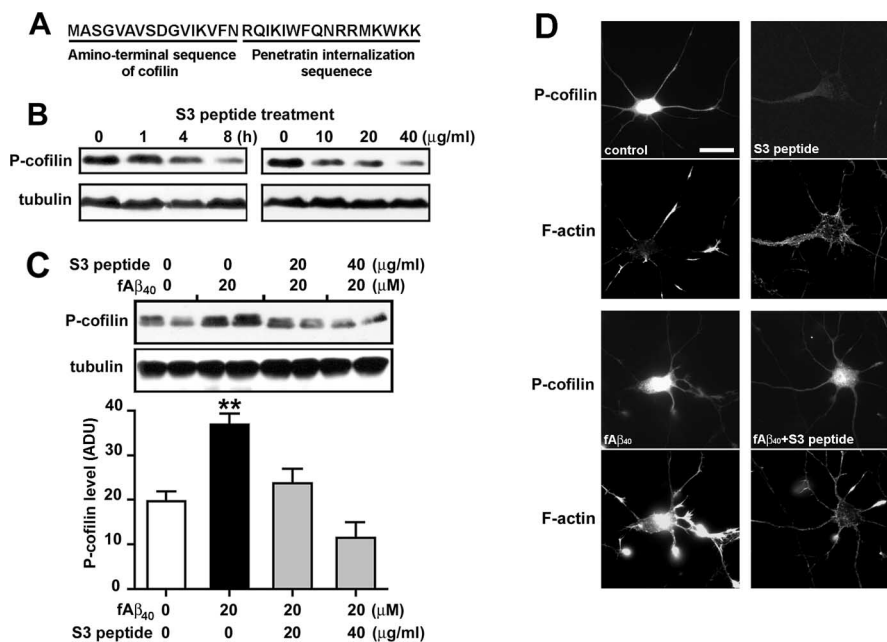 A
MASGVAVSDGVIKVFN RQIKIWFQNRRMKWKK
Amino-terminal sequence of cofilin
Penetratin internalization sequenece
B
S3 peptide treatment
0 1 4 8 (h) 0 10 20 40 (μg/ml)
P-cofilin
tubulin
C
S3 peptide 0 0 20 40 (μg/ml)
fAβ40 0 20 20 20 (μM)
P-cofilin
tubulin
P-cofilin level (ADU)
40
30
20
10
0
**
fAβ40 0 20 20 20 (μM)
S3 peptide 0 0 20 40 (μg/ml)
D
P-cofilin
control
S3 peptide
F-actin
P-cofilin
fAβ40
fAβ40+S3 peptide
F-actin